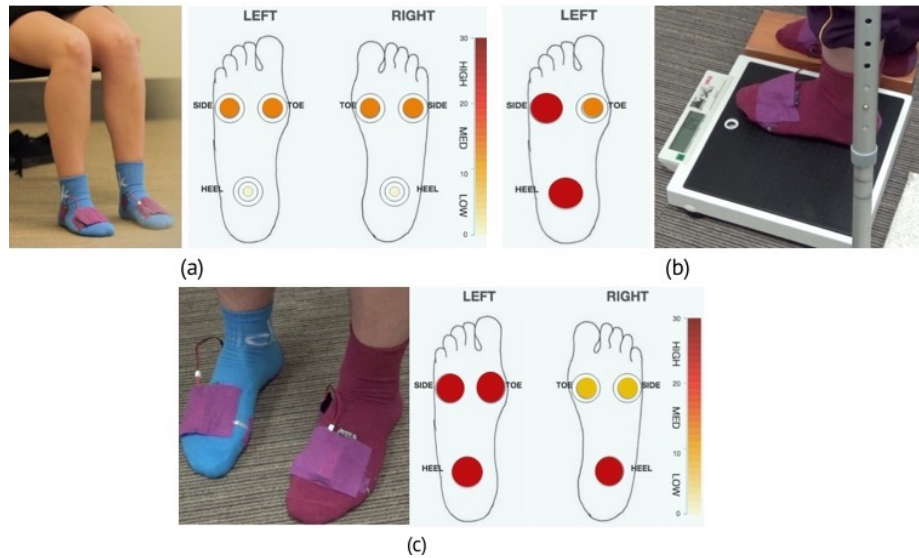 LEFT
RIGHT
SIDE
TOE
TOE
SIDE
HEEL
HEEL
30
HIGH
20
MED
10
LOW
0
(a)
LEFT
SIDE
TOE
HEEL
(b)
LEFT
RIGHT
SIDE
TOE
TOE
SIDE
HEEL
HEEL
30
HIGH
20
MED
10
LOW
0
(c)